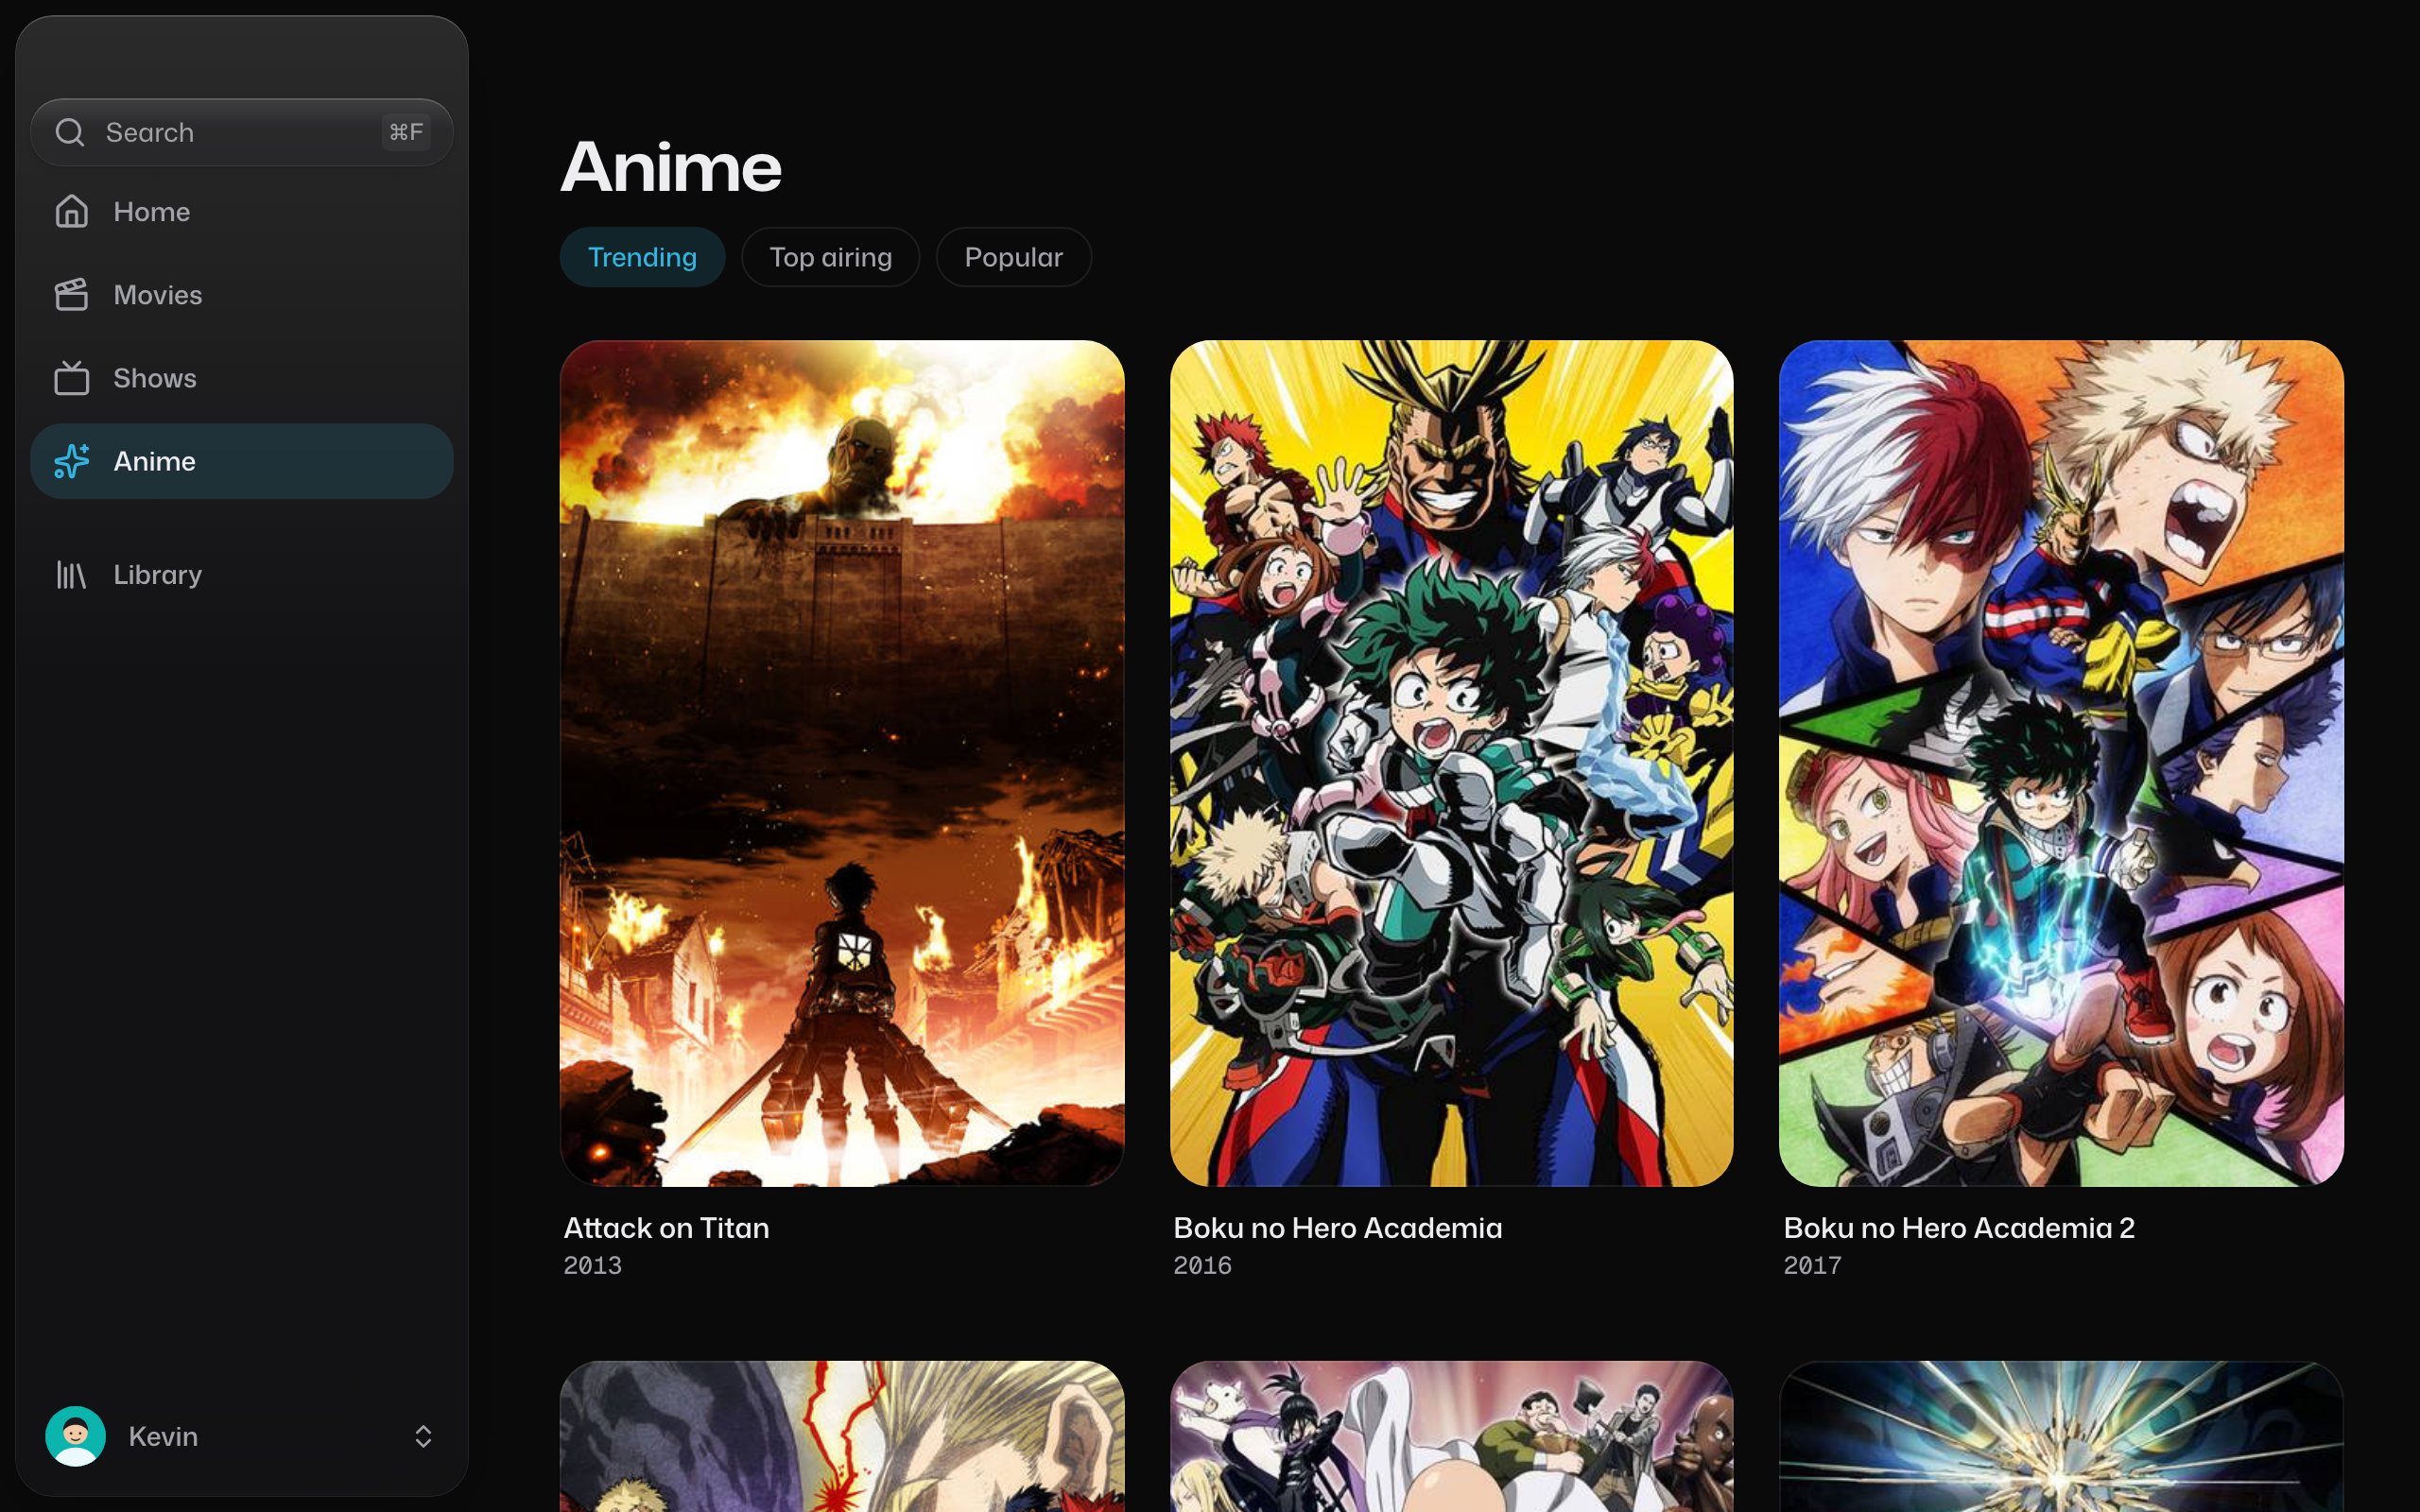 Search ⌘F
Home
Movies
Shows
Anime
Library
Kevin
Anime
Trending Top airing Popular
Attack on Titan
2013
Boku no Hero Academia
2016
Boku no Hero Academia 2
2017